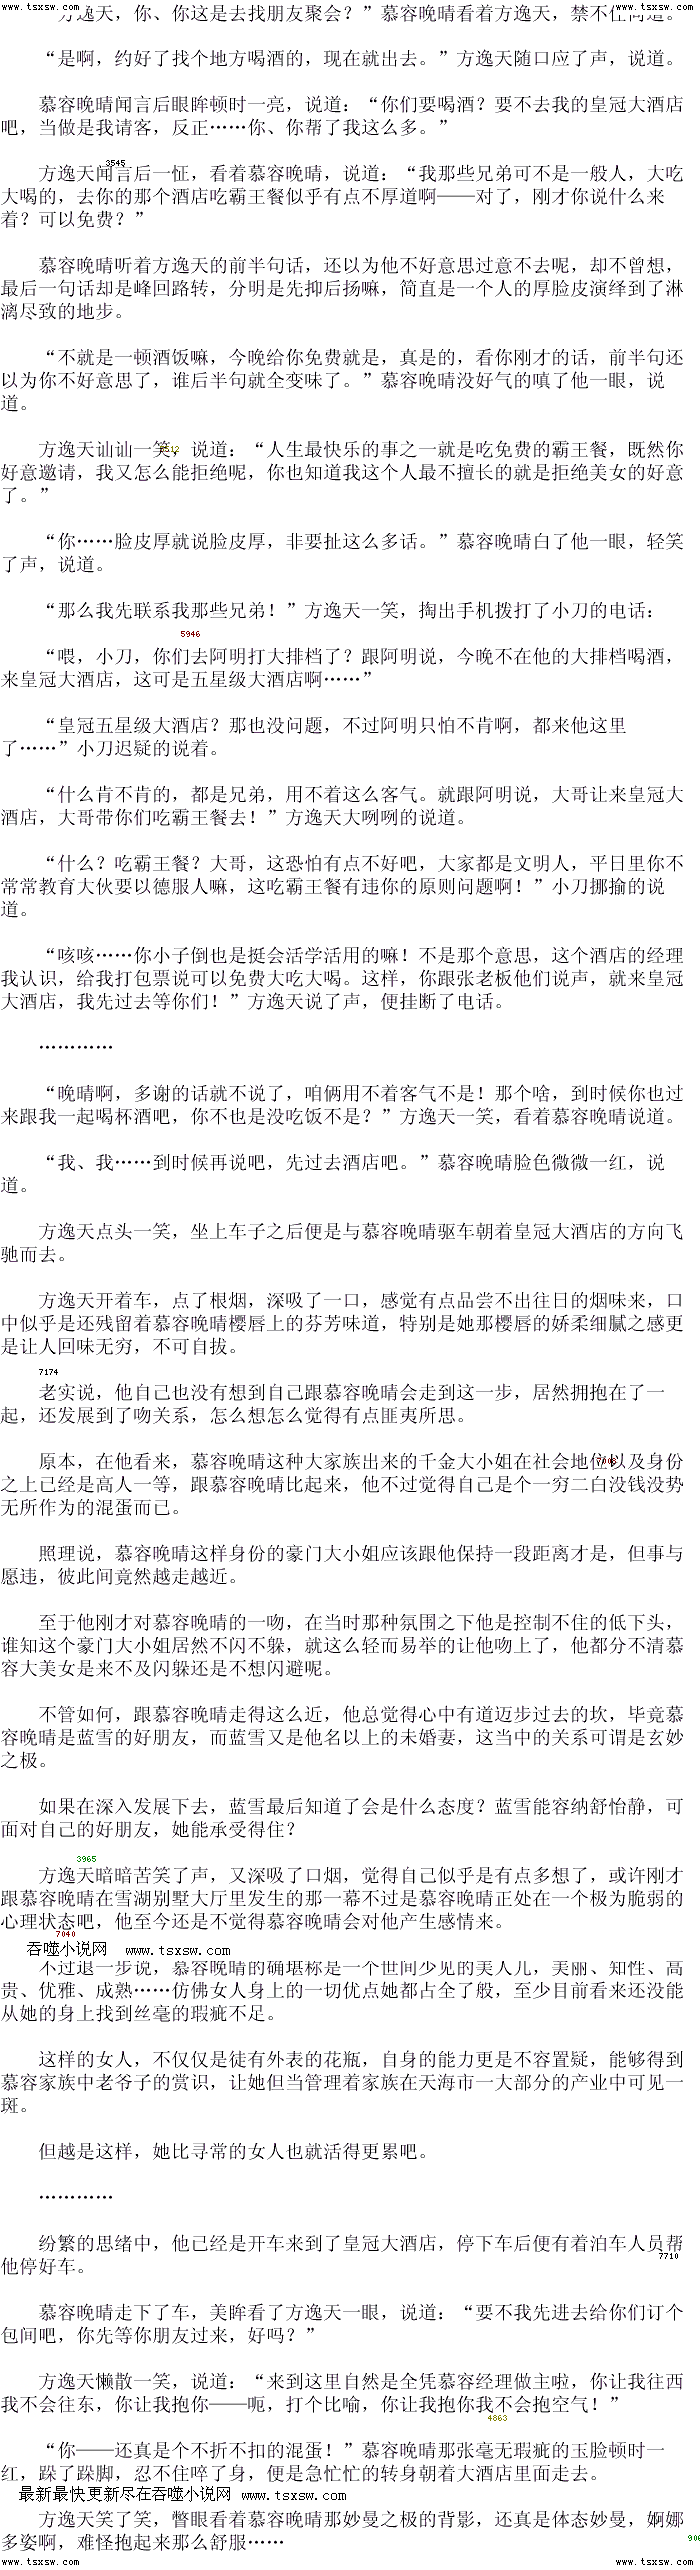 www.tsxsw.com www.tsxsw.com
“方逸天，你、你这是去找朋友聚会？”慕容晚晴看着方逸天，禁不住问道。
“是啊，约好了找个地方喝酒的，现在就出去。”方逸天随口应了声，说道。
慕容晚晴闻言后眼眸顿时一亮，说道：“你们要喝酒？要不去我的皇冠大酒店
吧，当做是我请客，反正……你、你帮了我这么多。”
3545
方逸天闻言后一怔，看着慕容晚晴，说道：“我那些兄弟可不是一般人，大吃
大喝的，去你的那个酒店吃霸王餐似乎有点不厚道啊——对了，刚才你说什么来
着？可以免费？”
慕容晚晴听着方逸天的前半句话，还以为他不好意思过意不去呢，却不曾想，
最后一句话却是峰回路转，分明是先抑后扬嘛，简直是一个人的厚脸皮演绎到了淋
漓尽致的地步。
“不就是一顿酒饭嘛，今晚给你免费就是，真是的，看你刚才的话，前半句还
以为你不好意思了，谁后半句就全变味了。”慕容晚晴没好气的嗔了他一眼，说
道。
方逸天讪讪一笑，说道：“人生最快乐的事之一就是吃免费的霸王餐，既然你
好意邀请，我又怎么能拒绝呢，你也知道我这个人最不擅长的就是拒绝美女的好意
了。”
“你……脸皮厚就说脸皮厚，非要扯这么多话。”慕容晚晴白了他一眼，轻笑
了声，说道。
“那么我先联系我那些兄弟！”方逸天一笑，掏出手机拨打了小刀的电话：
5946
“喂，小刀，你们去阿明打大排档了？跟阿明说，今晚不在他的大排档喝酒，
来皇冠大酒店，这可是五星级大酒店啊……”
“皇冠五星级大酒店？那也没问题，不过阿明只怕不肯啊，都来他这里
了……”小刀迟疑的说着。
“什么肯不肯的，都是兄弟，用不着这么客气。就跟阿明说，大哥让来皇冠大
酒店，大哥带你们吃霸王餐去！”方逸天大咧咧的说道。
“什么？吃霸王餐？大哥，这恐怕有点不好吧，大家都是文明人，平日里你不
常常教育大伙要以德服人嘛，这吃霸王餐有违你的原则问题啊！”小刀揶揄的说
道。
“咳咳……你小子倒也是挺会活学活用的嘛！不是那个意思，这个酒店的经理
我认识，给我打包票说可以免费大吃大喝。这样，你跟张老板他们说声，就来皇冠
大酒店，我先过去等你们！”方逸天说了声，便挂断了电话。
…………
“晚晴啊，多谢的话就不说了，咱俩用不着客气不是！那个啥，到时候你也过
来跟我一起喝杯酒吧，你不也是没吃饭不是？”方逸天一笑，看着慕容晚晴说道。
“我、我……到时候再说吧，先过去酒店吧。”慕容晚晴脸色微微一红，说
道。
方逸天点头一笑，坐上车子之后便是与慕容晚晴驱车朝着皇冠大酒店的方向飞
驰而去。
方逸天开着车，点了根烟，深吸了一口，感觉有点品尝不出往日的烟味来，口
中似乎是还残留着慕容晚晴樱唇上的芬芳味道，特别是她那樱唇的娇柔细腻之感更
是让人回味无穷，不可自拔。
7174
老实说，他自己也没有想到自己跟慕容晚晴会走到这一步，居然拥抱在了一
起，还发展到了吻关系，怎么想怎么觉得有点匪夷所思。
原本，在他看来，慕容晚晴这种大家族出来的千金大小姐在社会地位以及身份
之上已经是高人一等，跟慕容晚晴比起来，他不过觉得自己是个一穷二白没钱没势
无所作为的混蛋而已。
照理说，慕容晚晴这样身份的豪门大小姐应该跟他保持一段距离才是，但事与
愿违，彼此间竟然越走越近。
至于他刚才对慕容晚晴的一吻，在当时那种氛围之下他是控制不住的低下头，
谁知这个豪门大小姐居然不闪不躲，就这么轻而易举的让他吻上了，他都分不清慕
容大美女是来不及闪躲还是不想闪避呢。
不管如何，跟慕容晚晴走得这么近，他总觉得心中有道迈步过去的坎，毕竟慕
容晚晴是蓝雪的好朋友，而蓝雪又是他名以上的未婚妻，这当中的关系可谓是玄妙
之极。
如果在深入发展下去，蓝雪最后知道了会是什么态度？蓝雪能容纳舒怡静，可
面对自己的好朋友，她能承受得住？
3965
方逸天暗暗苦笑了声，又深吸了口烟，觉得自己似乎是有点多想了，或许刚才
跟慕容晚晴在雪湖别墅大厅里发生的那一幕不过是慕容晚晴正处在一个极为脆弱的
心理状态吧，他至今还是不觉得慕容晚晴会对他产生感情来。
7040
吞噬小说网 www.tsxsw.com
不过退一步说，慕容晚晴的确堪称是一个世间少见的美人儿，美丽、知性、高
贵、优雅、成熟……仿佛女人身上的一切优点她都占全了般，至少目前看来还没能
从她的身上找到丝毫的瑕疵不足。
这样的女人，不仅仅是徒有外表的花瓶，自身的能力更是不容置疑，能够得到
慕容家族中老爷子的赏识，让她但当管理着家族在天海市一大部分的产业中可见一
斑。
但越是这样，她比寻常的女人也就活得更累吧。
…………
纷繁的思绪中，他已经是开车来到了皇冠大酒店，停下车后便有着泊车人员帮
他停好车。
7710
慕容晚晴走下了车，美眸看了方逸天一眼，说道：“要不我先进去给你们订个
包间吧，你先等你朋友过来，好吗？”
方逸天懒散一笑，说道：“来到这里自然是全凭慕容经理做主啦，你让我往西
我不会往东，你让我抱你——呃，打个比喻，你让我抱你我不会抱空气！”
4863
“你——还真是个不折不扣的混蛋！”慕容晚晴那张毫无瑕疵的玉脸顿时一
红，跺了跺脚，忍不住啐了身，便是急忙忙的转身朝着大酒店里面走去。
最新最快更新尽在吞噬小说网 www.tsxsw.com
方逸天笑了笑，瞥眼看着慕容晚晴那妙曼之极的背影，还真是体态妙曼，婀娜
多姿啊，难怪抱起来那么舒服……
www.tsxsw.com www.tsxsw.com